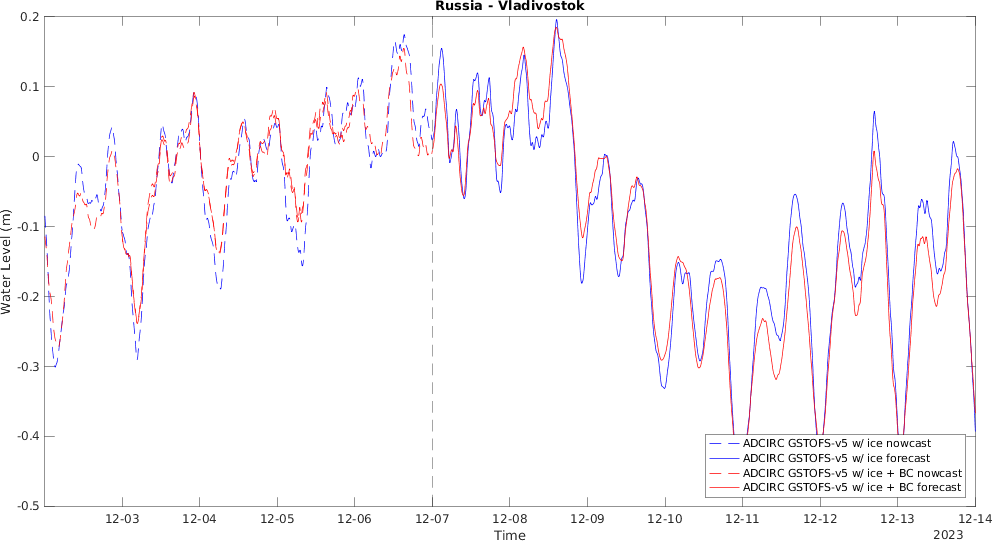 Russia - Vladivostok
0.2
0.1
0
-0.1
-0.2
-0.3
-0.4
-0.5
Water Level (m)
ADCIRC GSTOFS-v5 w/ ice nowcast
ADCIRC GSTOFS-v5 w/ ice forecast
ADCIRC GSTOFS-v5 w/ ice + BC nowcast
ADCIRC GSTOFS-v5 w/ ice + BC forecast
12-03 12-04 12-05 12-06 12-07 12-08 12-09 12-10 12-11 12-12 12-13 12-14
Time
2023